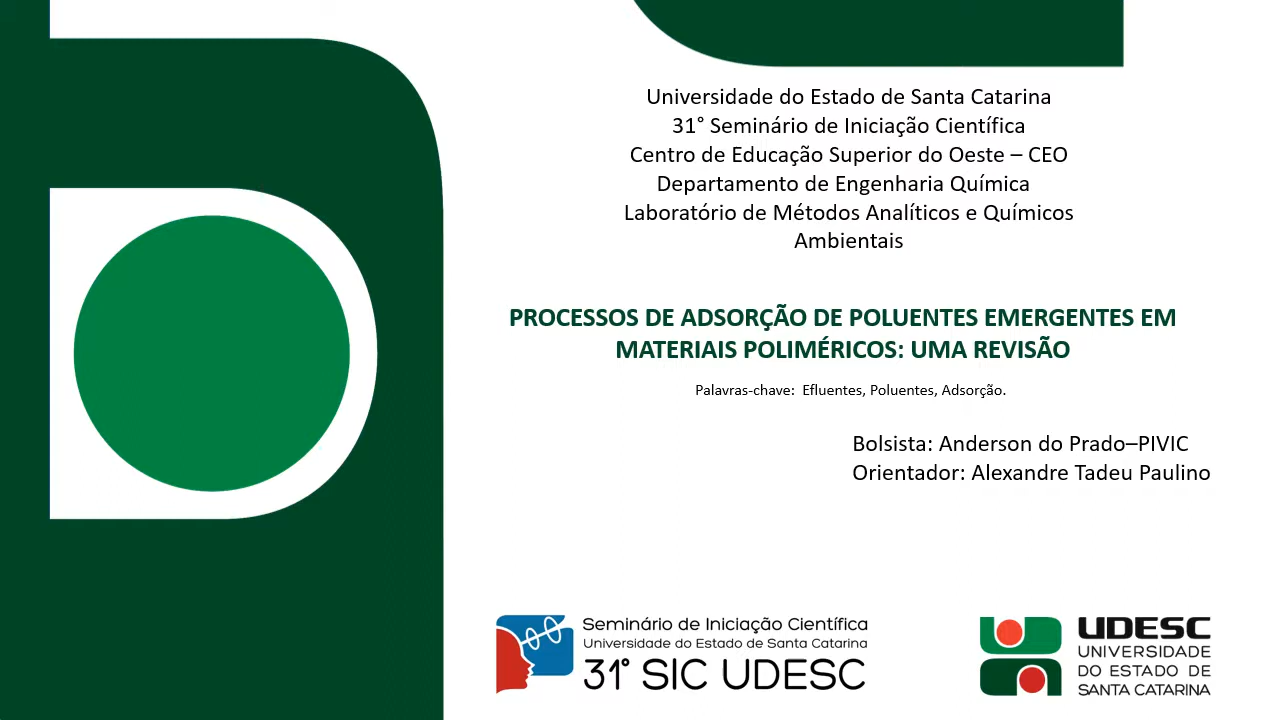 Universidade do Estado de Santa Catarina
31° Seminário de Iniciação Científica
Centro de Educação Superior do Oeste – CEO
Departamento de Engenharia Química
Laboratório de Métodos Analíticos e Químicos
Ambientais
PROCESSOS DE ADSORÇÃO DE POLUENTES EMERGENTES EM
MATERIAIS POLIMÉRICOS: UMA REVISÃO
Palavras-chave: Efluentes, Poluentes, Adsorção.
Bolsista: Anderson do Prado–PIVIC
Orientador: Alexandre Tadeu Paulino
Seminário de Iniciação Científica
Universidade do Estado de Santa Catarina
31° SIC UDESC
UDESC
UNIVERSIDADE
DO ESTADO DE
SANTA CATARINA